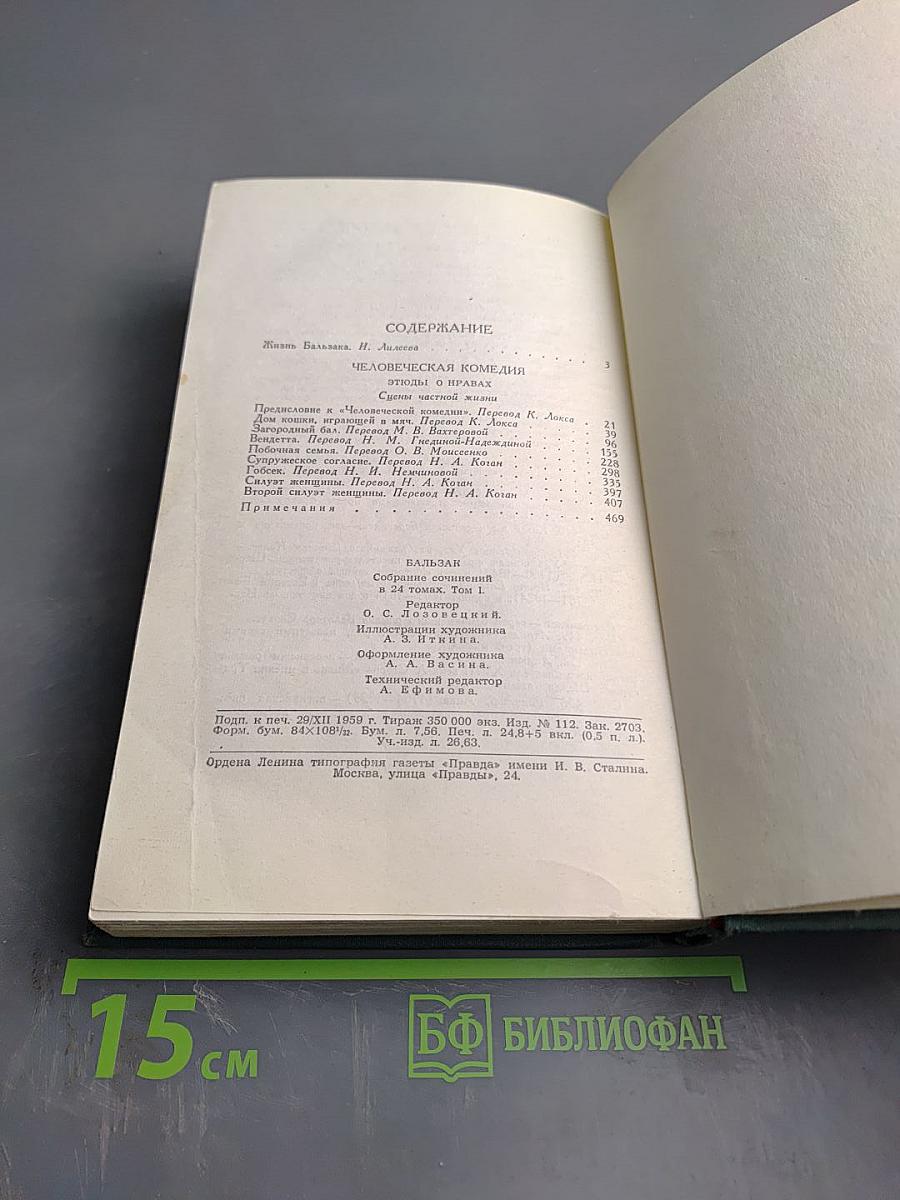 СОДЕРЖАНИЕ
Жизнь Бальзака. И. Лилеева . . . . . . . . . . . . 3
ЧЕЛОВЕЧЕСКАЯ КОМЕДИЯ
ЭТЮДЫ О НРАВАХ
Сцены частной жизни
Предисловие к «Человеческой комедии». Перевод К. Локса . 21
Дом кошки, играющей в мяч. Перевод К. Локса . . . . . 39
Загородный бал. Перевод М. В. Вахтеровой . . . . . . 96
Вендетта. Перевод Н. М. Гнединой-Надеждиной . . . . . 155
Побочная семья. Перевод О. В. Моисеенко . . . . . . 228
Супружеское согласие. Перевод Н. А. Коган . . . . . . 298
Гобсек. Перевод Н. И. Немчиновой . . . . . . . . 335
Силуэт женщины. Перевод Н. А. Коган . . . . . . . 397
Второй силуэт женщины. Перевод Н. А. Коган . . . . . . 407
Примечания . . . . . . . . . . . . . . . 469
БАЛЬЗАК
Собрание сочинений
в 24 томах. Том I.
Редактор
О. С. Лозовецкий.
Иллюстрации художника
А. З. Иткина.
Оформление художника
А. А. Васина.
Технический редактор
А. Ефимова.
Подп. к печ. 29/XII 1959 г. Тираж 350 000 экз. Изд. № 112. Зак. 2703.
Форм. бум. 84×108¹/₃₂. Бум. л. 7,56. Печ. л. 24,8+5 вкл. (0,5 п. л.).
Уч.-изд. л. 26,63.
Ордена Ленина типография газеты «Правда» имени И. В. Сталина.
Москва, улица «Правды», 24.
15 см
БФ БИБЛИОФАН